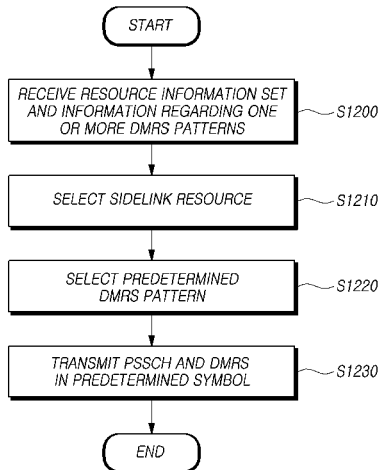 START
RECEIVE RESOURCE INFORMATION SET
AND INFORMATION REGARDING ONE
OR MORE DMRS PATTERNS
S1200
SELECT SIDELINK RESOURCE
S1210
SELECT PREDETERMINED
DMRS PATTERN
S1220
TRANSMIT PSSCH AND DMRS
IN PREDETERMINED SYMBOL
S1230
END